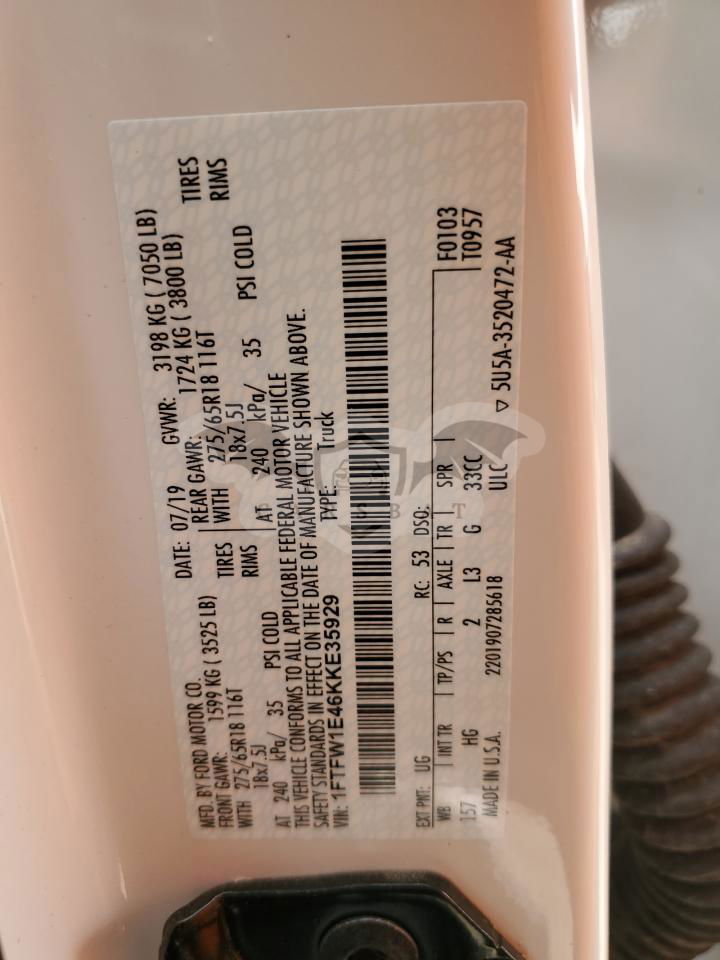 MFD. BY FORD MOTOR CO.
DATE: 07/19 GVWR: 3198 KG ( 7050 LB)
FRONT GAWR: 1599 KG ( 3525 LB) REAR GAWR: 1724 KG ( 3800 LB)
WITH 275/65R18 116T TIRES WITH 275/65R18 116T TIRES
18x7.5J RIMS 18x7.5J RIMS
AT 240 kPa/ 35 PSI COLD AT 240 kPa/ 35 PSI COLD
THIS VEHICLE CONFORMS TO ALL APPLICABLE FEDERAL MOTOR VEHICLE
SAFETY STANDARDS IN EFFECT ON THE DATE OF MANUFACTURE SHOWN ABOVE.
VIN: 1FTFW1E46KKE35929 TYPE: Truck
EXT PNT: UG RC: 53 DSO: F0103
WB INT TR TP/PS R AXLE TR SPR T0957
157 HG 2 L3 G 33CC
MADE IN U.S.A. 2201907285618 ULC ▽ 5U5A-3520472-AA